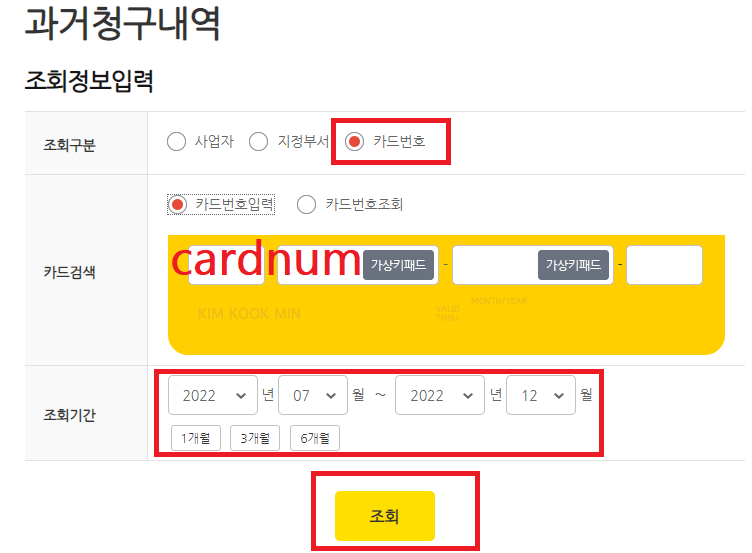 과거청구내역
조회정보입력
조회구분 사업자 지정부서 카드번호
카드번호입력 카드번호조회
카드검색 cardnum 가상키패드 - 가상키패드 -
MONTH/YEAR
KIM KOOK MIN VALID
THRU
조회기간 2022 년 07 월 ~ 2022 년 12 월
1개월 3개월 6개월
조회